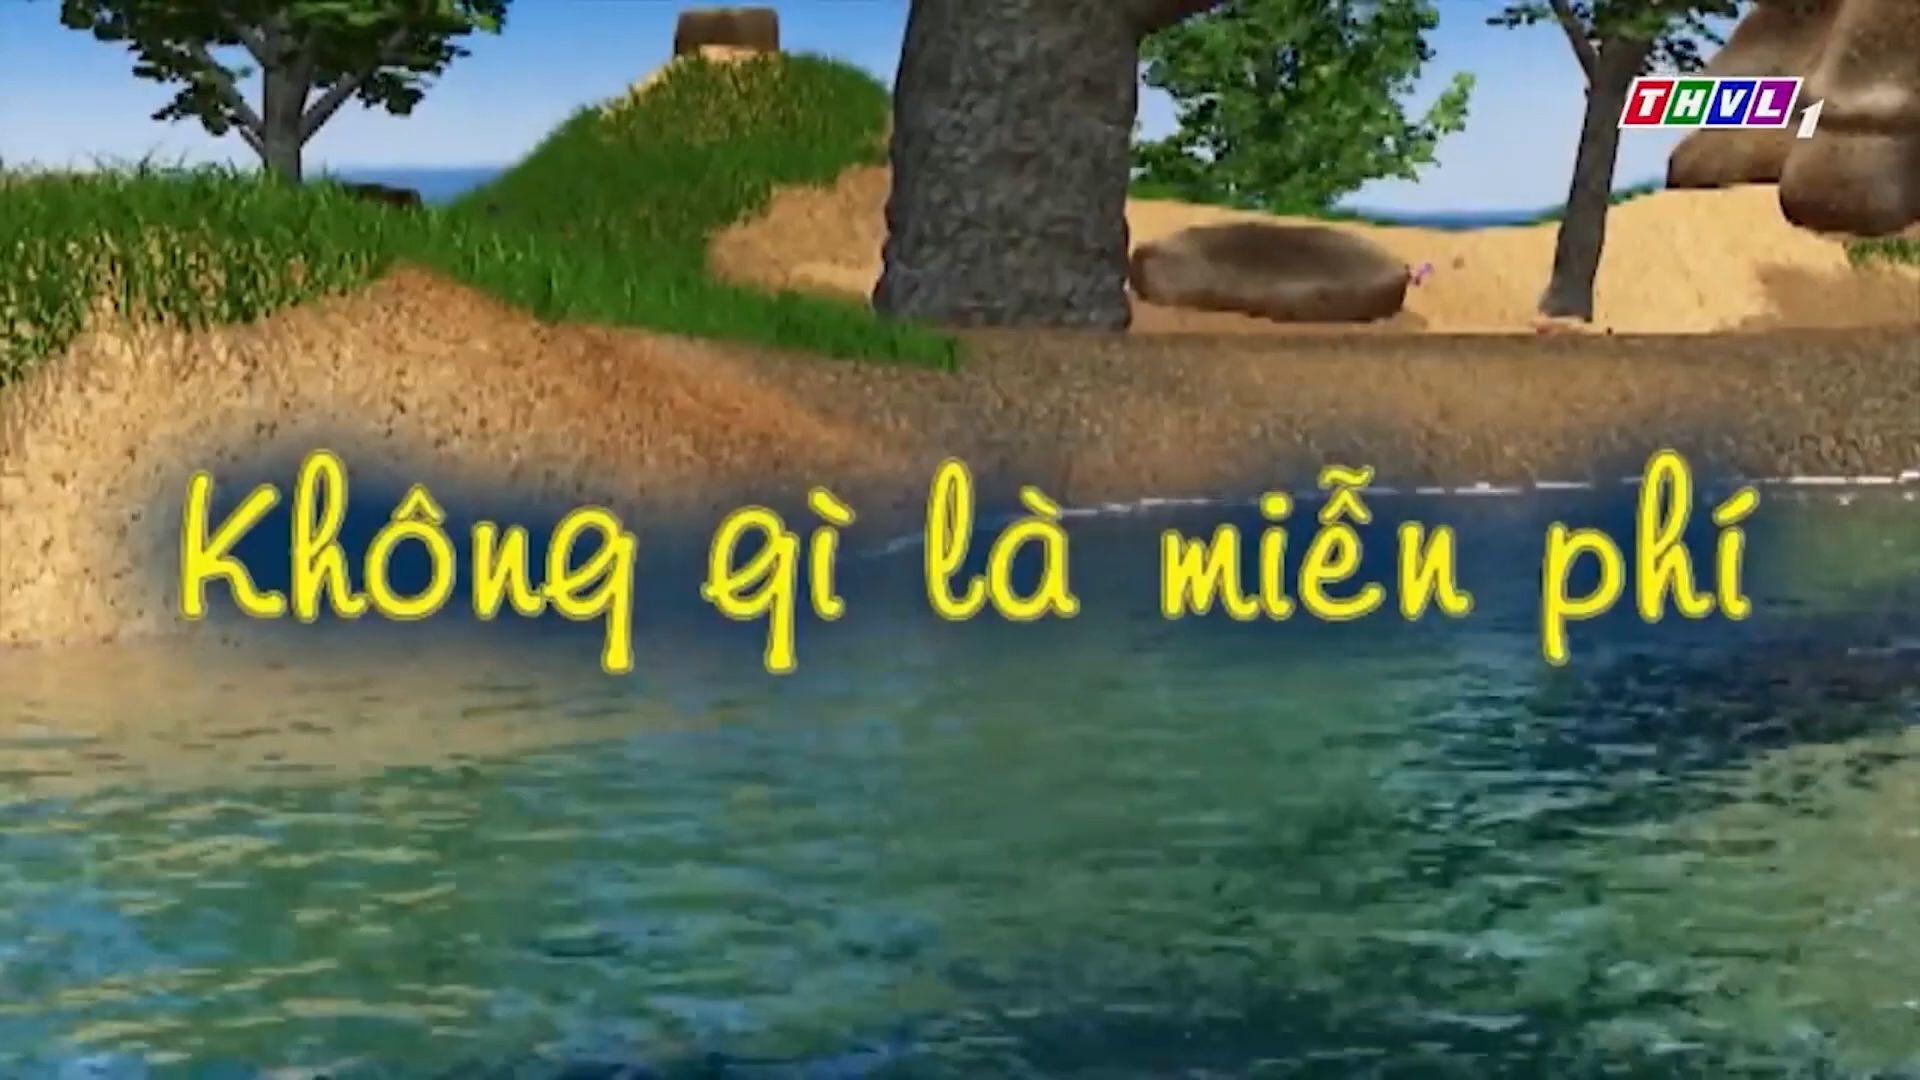 THVL1
Không gì là miễn phí